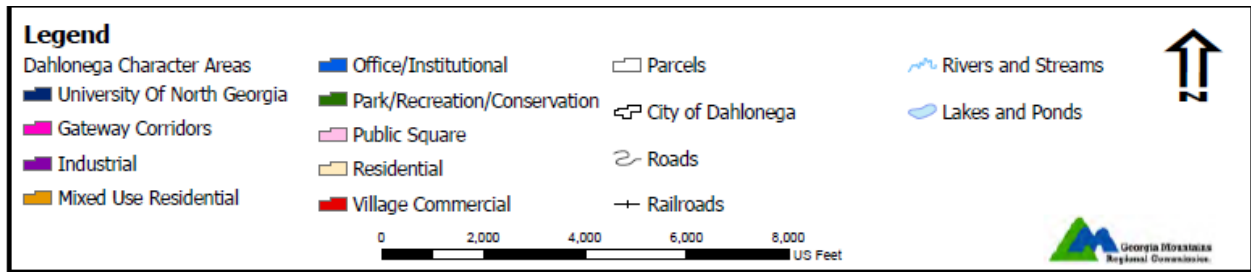 Legend
Dahlonega Character Areas
University Of North Georgia
Gateway Corridors
Industrial
Mixed Use Residential
Office/Institutional
Park/Recreation/Conservation
Public Square
Residential
Village Commercial
Parcels
City of Dahlonega
Roads
Railroads
Rivers and Streams
Lakes and Ponds
N
0 2,000 4,000 6,000 8,000
US Feet
Georgia Mountains
Regional Commission